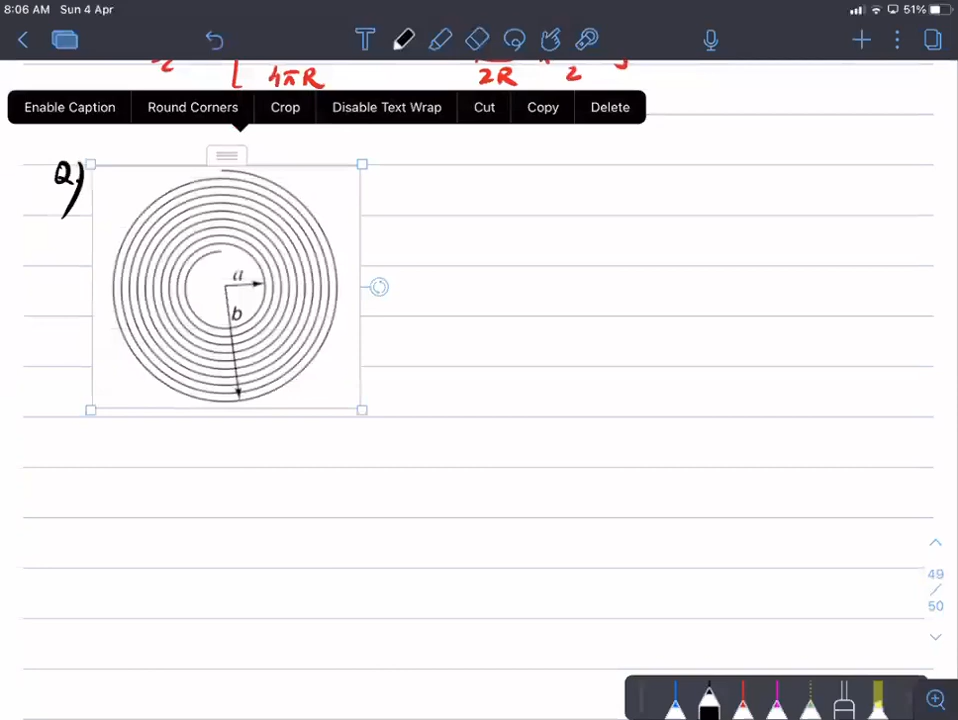 8:06 AM Sun 4 Apr
51%
T
4πR
2R
2
Enable Caption Round Corners Crop Disable Text Wrap Cut Copy Delete
Q)
a
b
49
/
50